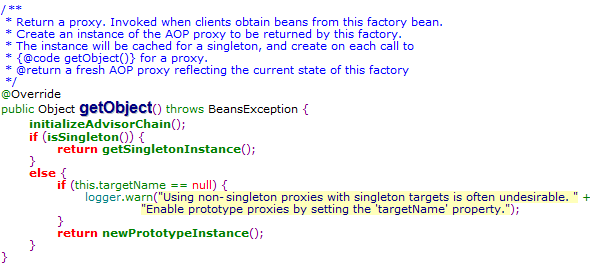 /**
 * Return a proxy. Invoked when clients obtain beans from this factory bean.
 * Create an instance of the AOP proxy to be returned by this factory.
 * The instance will be cached for a singleton, and create on each call to
 * {@code getObject()} for a proxy.
 * @return a fresh AOP proxy reflecting the current state of this factory
 */
@Override
public Object getObject() throws BeansException {
    initializeAdvisorChain();
    if (isSingleton()) {
        return getSingletonInstance();
    }
    else {
        if (this.targetName == null) {
            logger.warn("Using non-singleton proxies with singleton targets is often undesirable. " +
                    "Enable prototype proxies by setting the 'targetName' property.");
        }
        return newPrototypeInstance();
    }
}